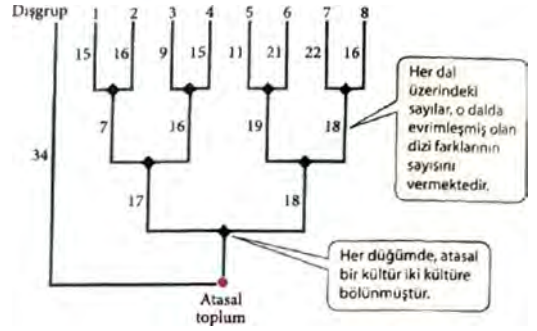 Dışgrup 1 2 3 4 5 6 7 8
15 16 9 15 11 21 22 16
7 16 19 18
34
17 18
Her dal
üzerindeki
sayılar, o dalda
evrimleşmiş olan
dizi farklarının
sayısını
vermektedir.
Her düğümde, atasal
bir kültür iki kültüre
bölünmüştür.
Atasal
toplum